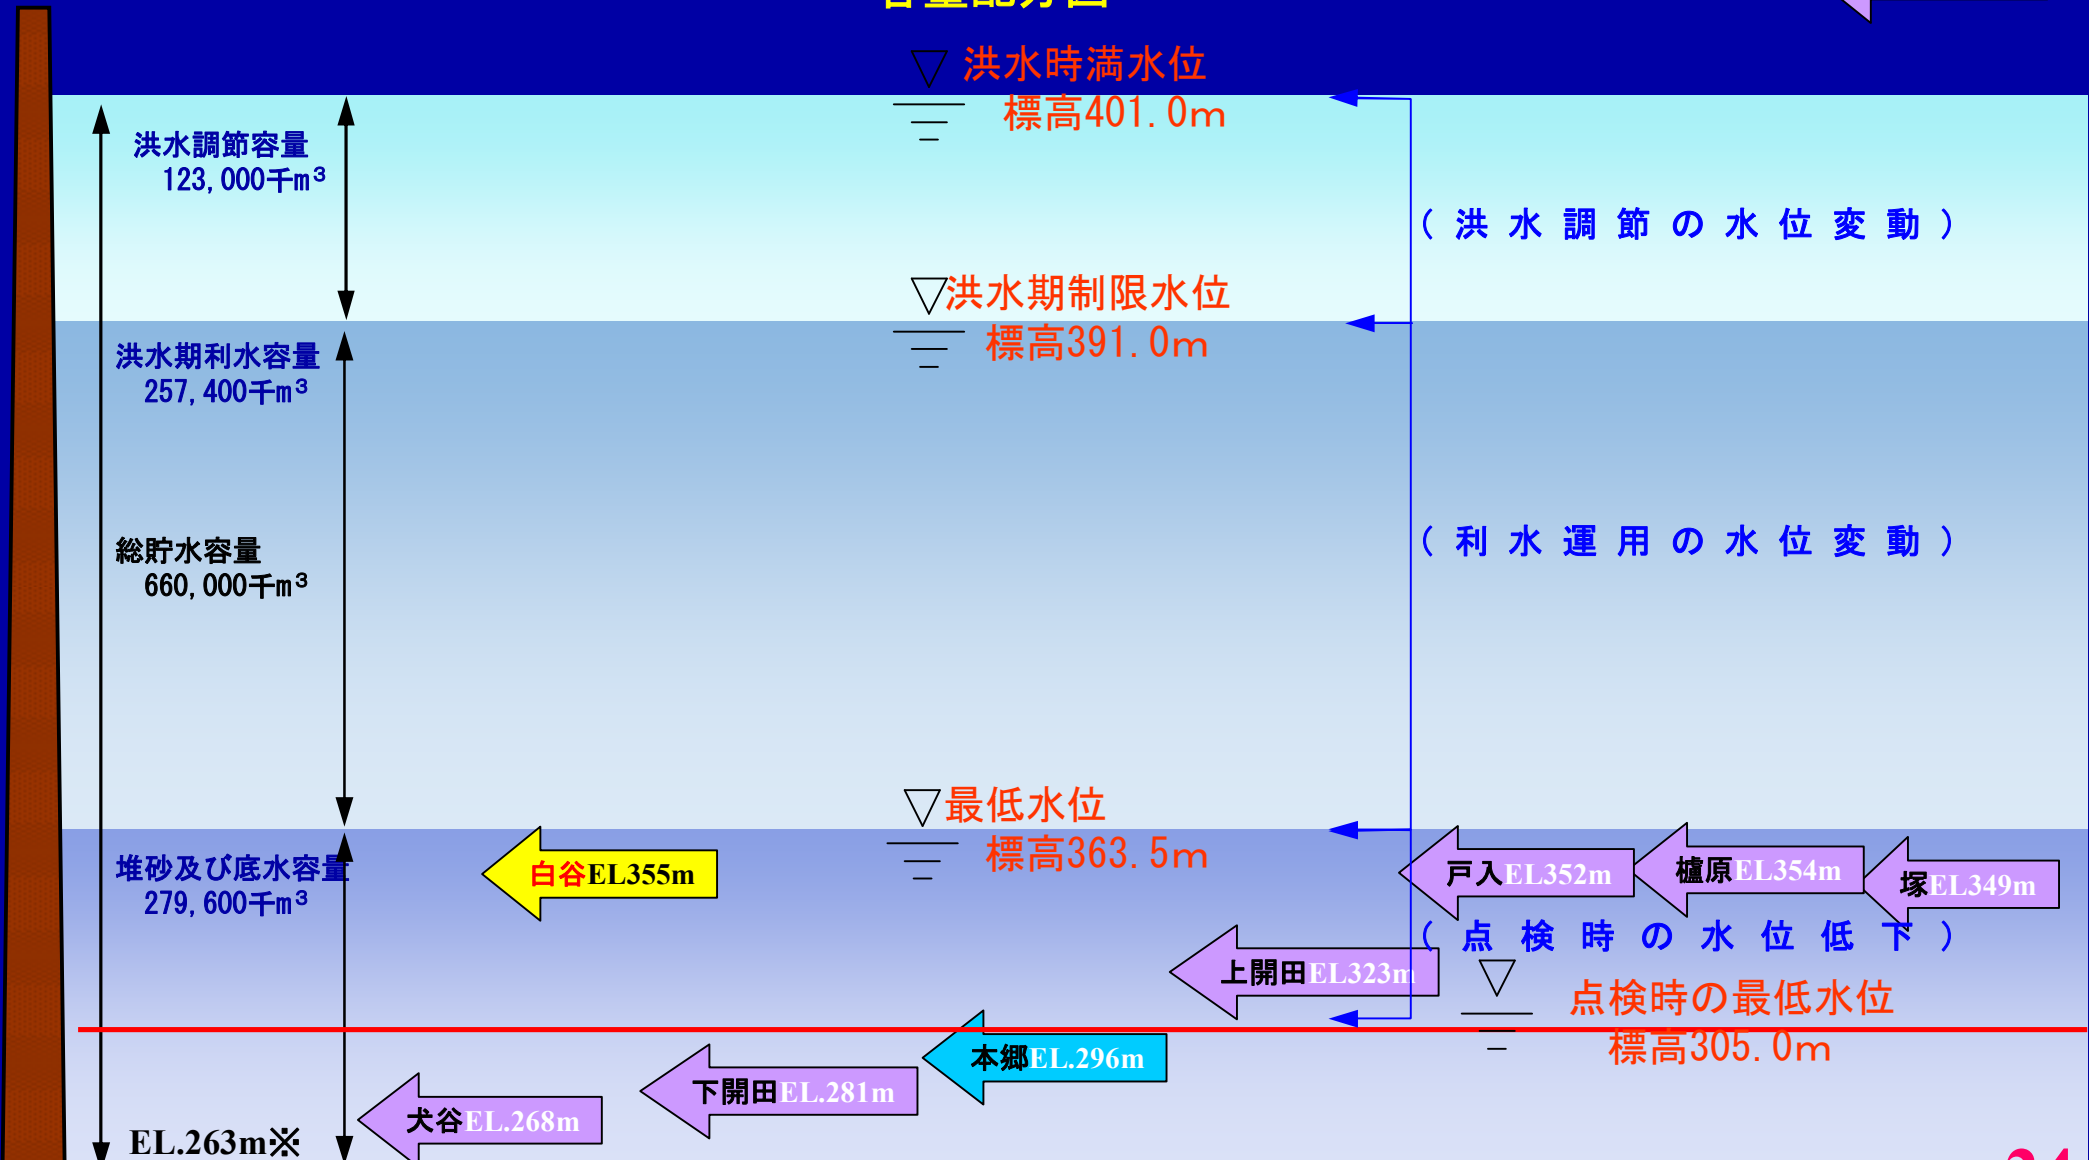 容量配分図
洪水時満水位
標高401.0m
洪水調節容量
123,000千m³
(洪水調節の水位変動)
洪水期制限水位
標高391.0m
洪水期利水容量
257,400千m³
総貯水容量
660,000千m³
(利水運用の水位変動)
最低水位
標高363.5m
堆砂及び底水容量
279,600千m³
白谷EL355m
戸入EL352m
櫨原EL354m
塚EL349m
(点検時の水位低下)
上開田EL323m
点検時の最低水位
標高305.0m
本郷EL.296m
下開田EL.281m
犬谷EL.268m
EL.263m※